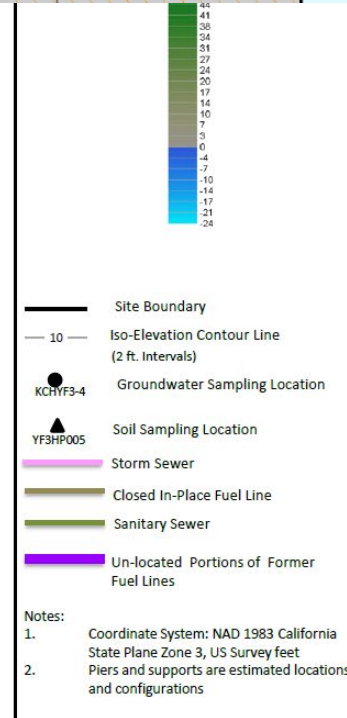 44
41
38
34
31
27
24
20
17
14
10
7
3
0
-4
-7
-10
-14
-17
-21
-24
Site Boundary
10
Iso-Elevation Contour Line
(2 ft. Intervals)
KCHYF3-4
Groundwater Sampling Location
YF3HP005
Soil Sampling Location
Storm Sewer
Closed In-Place Fuel Line
Sanitary Sewer
Un-located Portions of Former
Fuel Lines
Notes:
1. Coordinate System: NAD 1983 California
State Plane Zone 3, US Survey feet
2. Piers and supports are estimated locations
and configurations